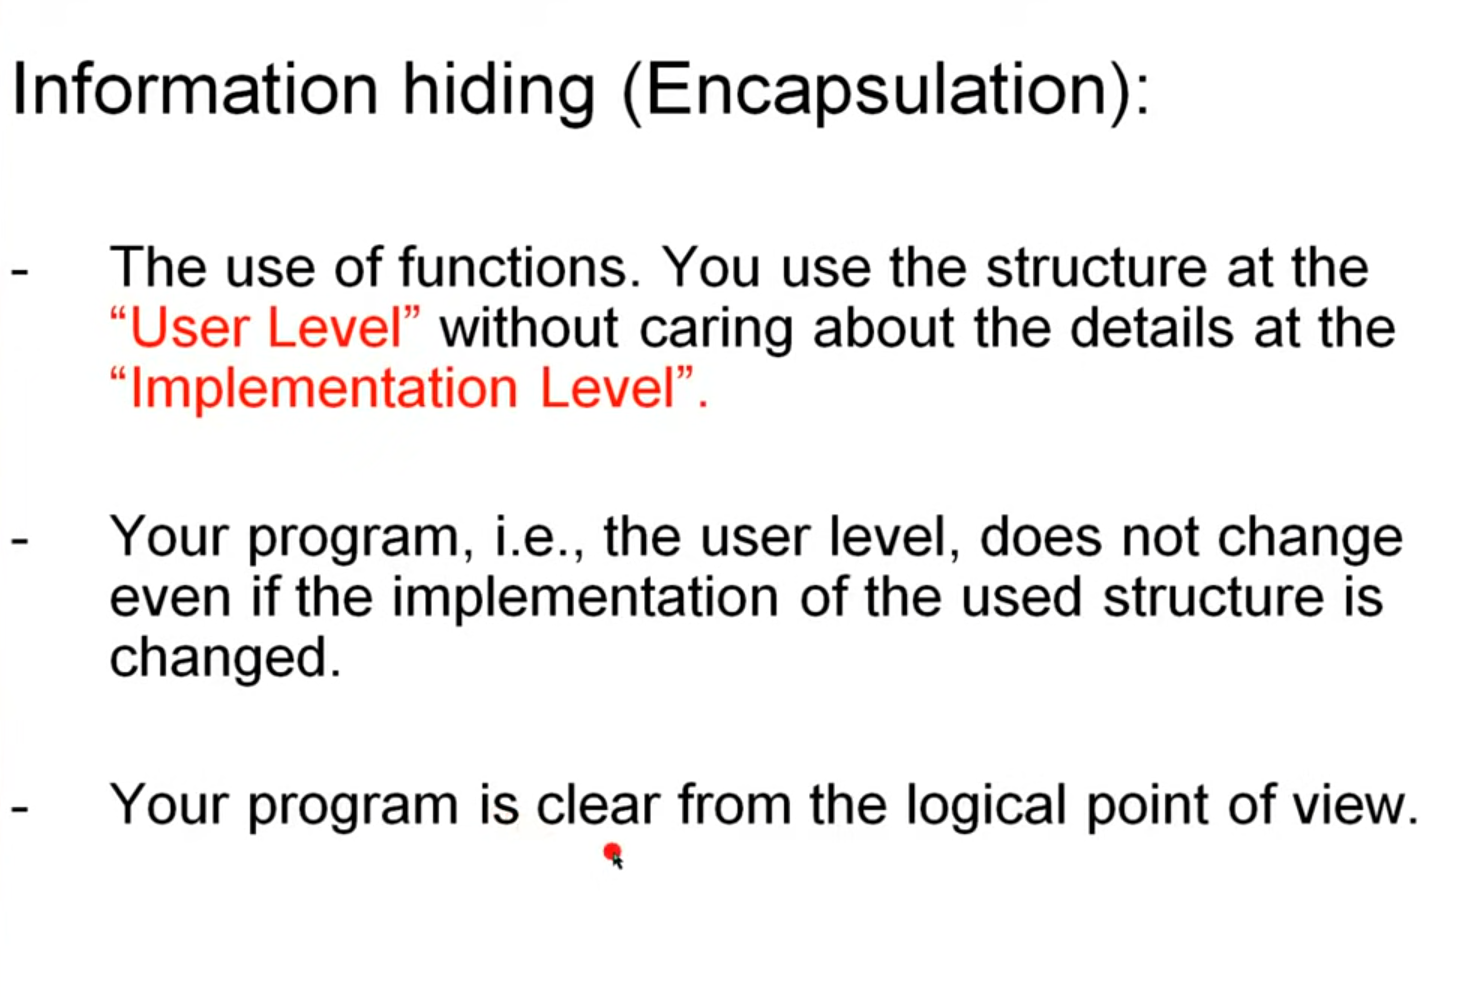 Information hiding (Encapsulation):
- The use of functions. You use the structure at the
“User Level” without caring about the details at the
“Implementation Level”.
- Your program, i.e., the user level, does not change
even if the implementation of the used structure is
changed.
- Your program is clear from the logical point of view.